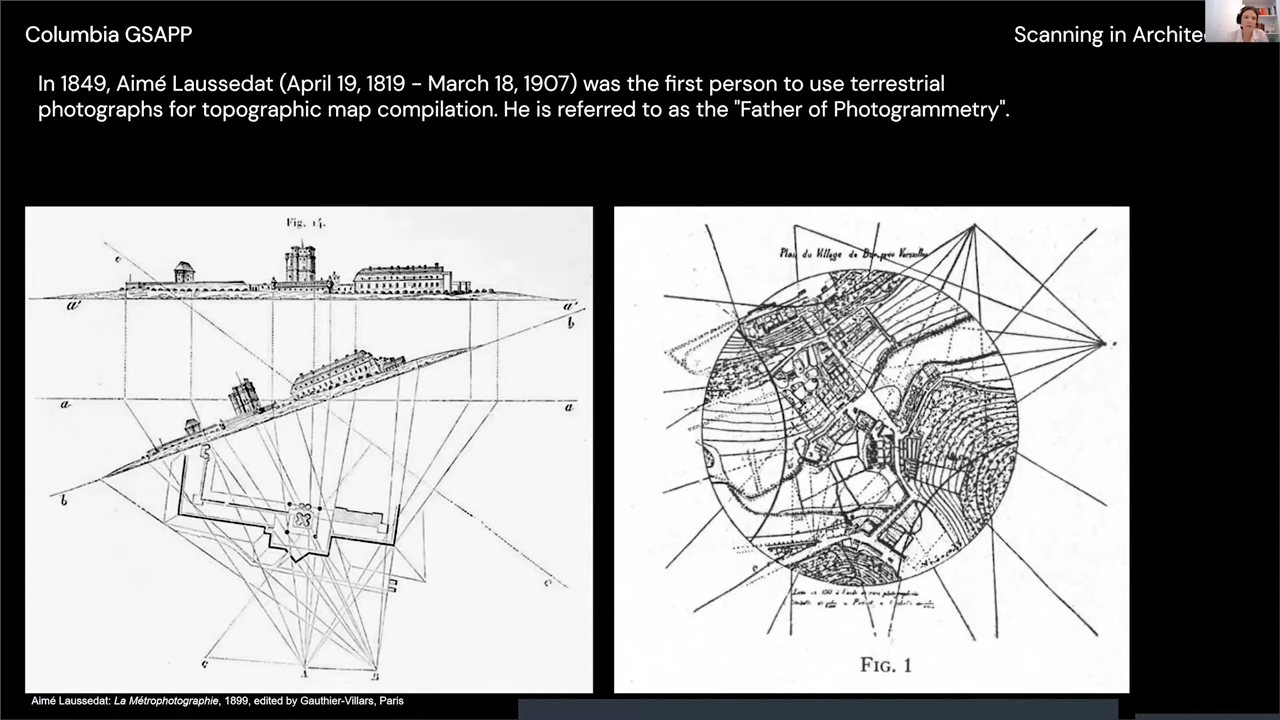 Columbia GSAPP
Scanning in Archite
In 1849, Aimé Laussedat (April 19, 1819 – March 18, 1907) was the first person to use terrestrial
photographs for topographic map compilation. He is referred to as the "Father of Photogrammetry".
Fig. 14.
c
a' a'
b
a a
b
c
c
A B
Plan du Village de Buc près Versailles
FIG. 1
Aimé Laussedat: La Métrophotographie, 1899, edited by Gauthier-Villars, Paris